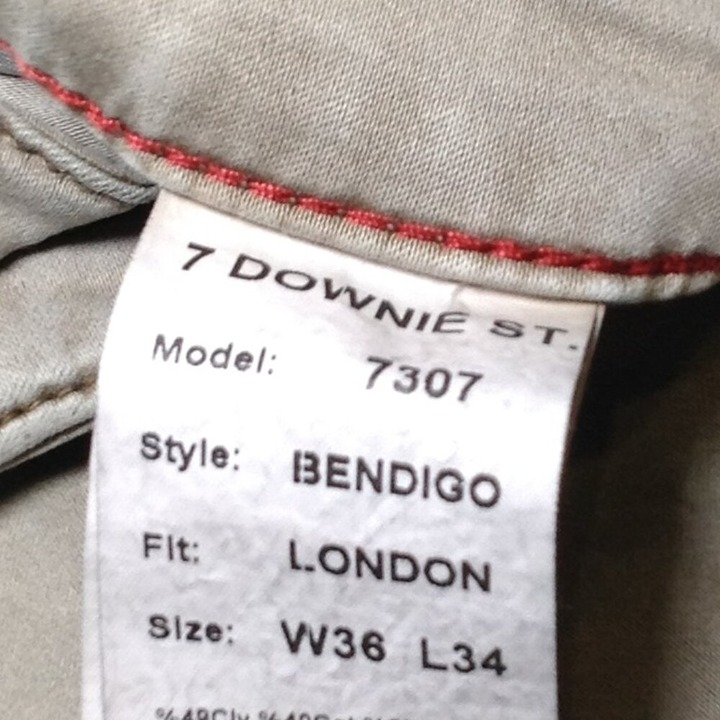 7 DOWNIE ST.
Model: 7307
Style: BENDIGO
Fit: LONDON
Size: W36 L34